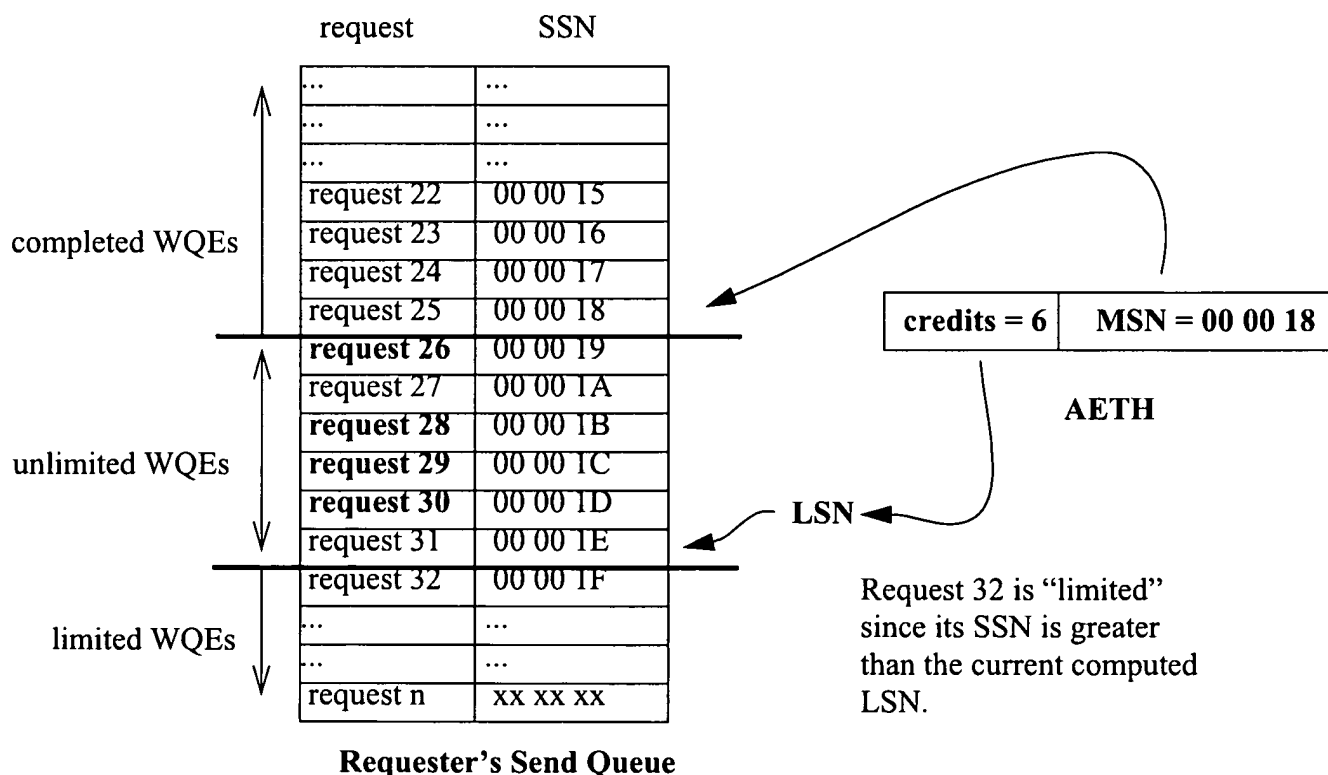 request SSN
... ...
... ...
... ...
request 22 00 00 15
request 23 00 00 16
request 24 00 00 17
request 25 00 00 18
request 26 00 00 19
request 27 00 00 1A
request 28 00 00 1B
request 29 00 00 1C
request 30 00 00 1D
request 31 00 00 1E
request 32 00 00 1F
... ...
... ...
request n xx xx xx
completed WQEs
unlimited WQEs
limited WQEs
credits = 6 MSN = 00 00 18
AETH
LSN
Request 32 is “limited”
since its SSN is greater
than the current computed
LSN.
Requester’s Send Queue